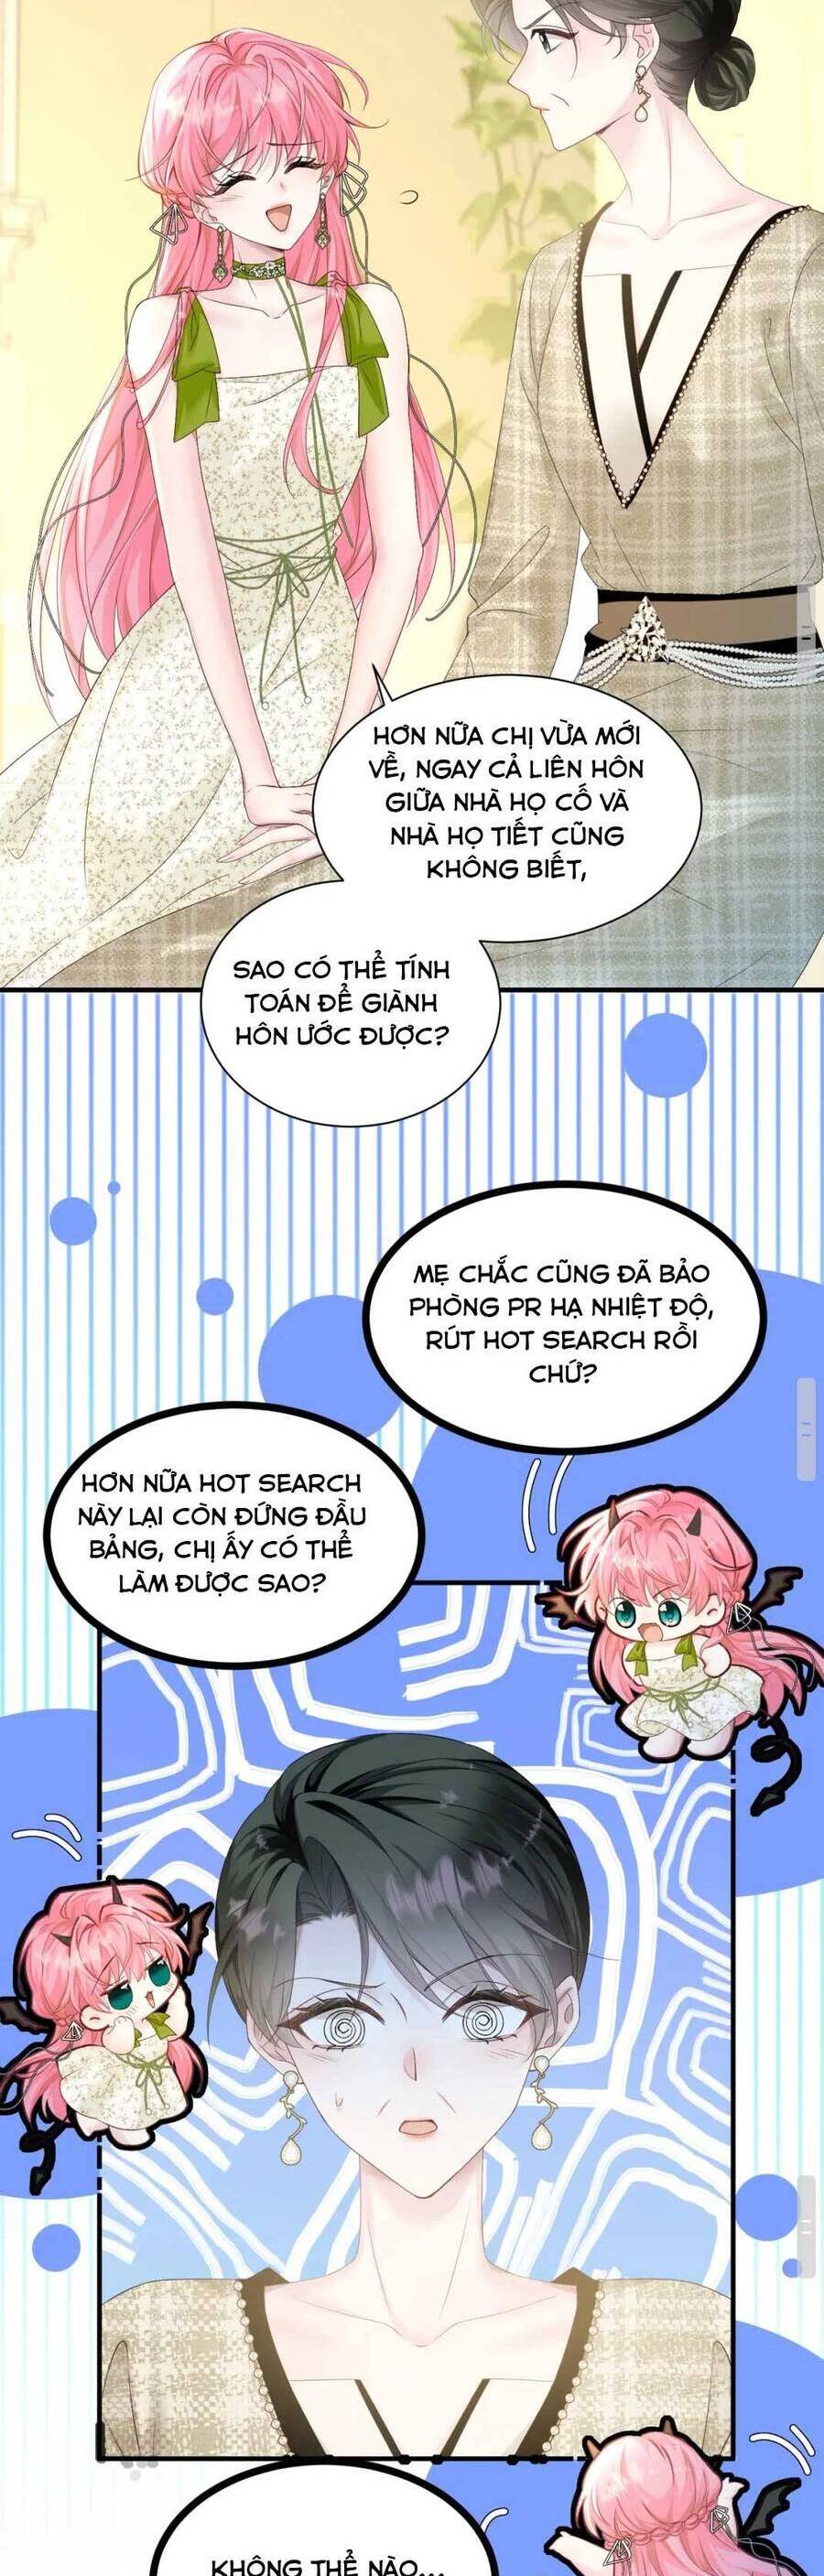 HƠN NỮA CHỊ VỪA MỚI
VỀ, NGAY CẢ LIÊN HÔN
GIỮA NHÀ HỌ CỐ VÀ
NHÀ HỌ TIẾT CŨNG
KHÔNG BIẾT,
SAO CÓ THỂ TÍNH
TOÁN ĐỂ GIÀNH
HÔN ƯỚC ĐƯỢC?
MẸ CHẮC CŨNG ĐÃ BẢO
PHÒNG PR HẠ NHIỆT ĐỘ,
RÚT HOT SEARCH RỒI
CHỨ?
HƠN NỮA HOT SEARCH
NÀY LẠI CÒN ĐỨNG ĐẦU
BẢNG, CHỊ ẤY CÓ THỂ
LÀM ĐƯỢC SAO?
KHÔNG THỂ NÀO...